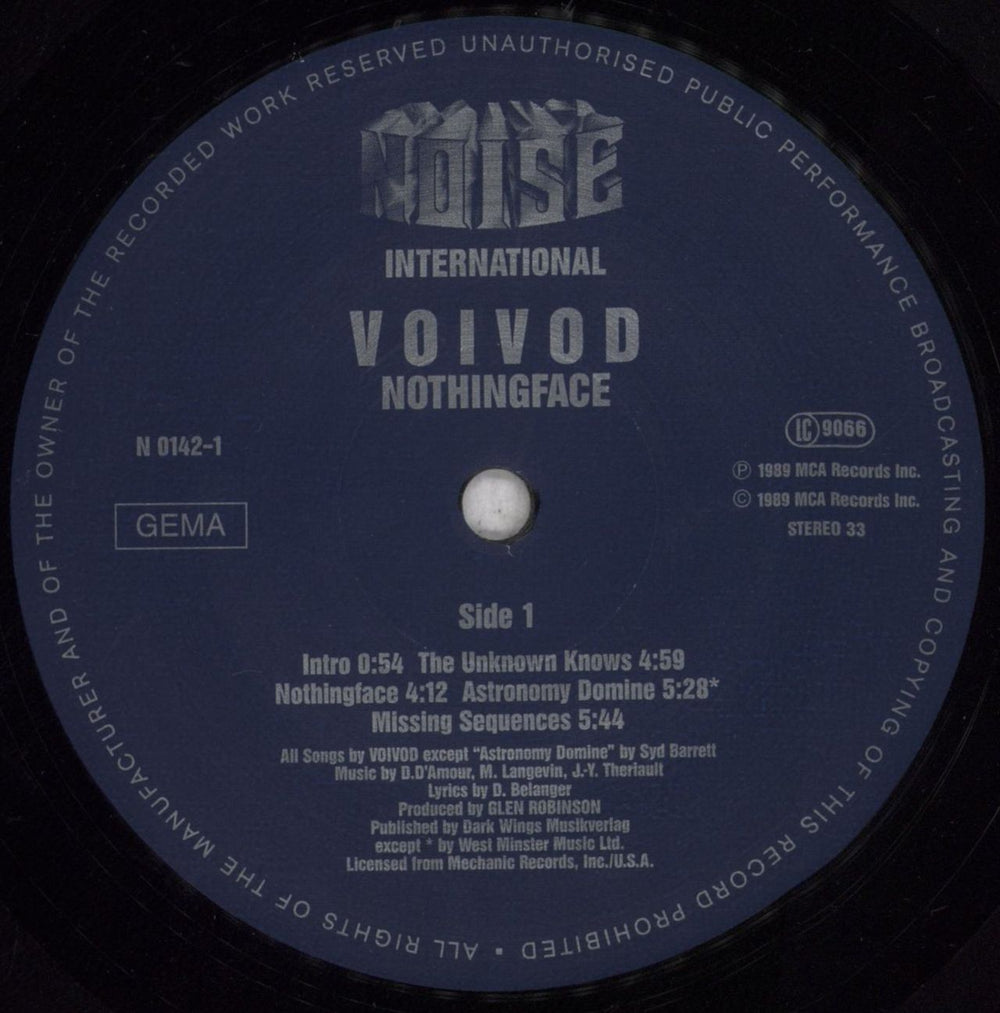 ALL RIGHTS OF THE MANUFACTURER AND OF THE OWNER OF THE RECORDED WORK RESERVED UNAUTHORISED PUBLIC PERFORMANCE BROADCASTING AND COPYING OF THIS RECORD PROHIBITED •
NOISE
INTERNATIONAL
VOIVOD
NOTHINGFACE
N 0142-1
GEMA
LC 9066
Ⓟ 1989 MCA Records Inc.
© 1989 MCA Records Inc.
STEREO 33
Side 1
Intro 0:54 The Unknown Knows 4:59
Nothingface 4:12 Astronomy Domine 5:28*
Missing Sequences 5:44
All Songs by VOIVOD except "Astronomy Domine" by Syd Barrett
Music by D.D'Amour, M. Langevin, J.-Y. Theriault
Lyrics by D. Belanger
Produced by GLEN ROBINSON
Published by Dark Wings Musikverlag
except * by West Minster Music Ltd.
Licensed from Mechanic Records, Inc./U.S.A.